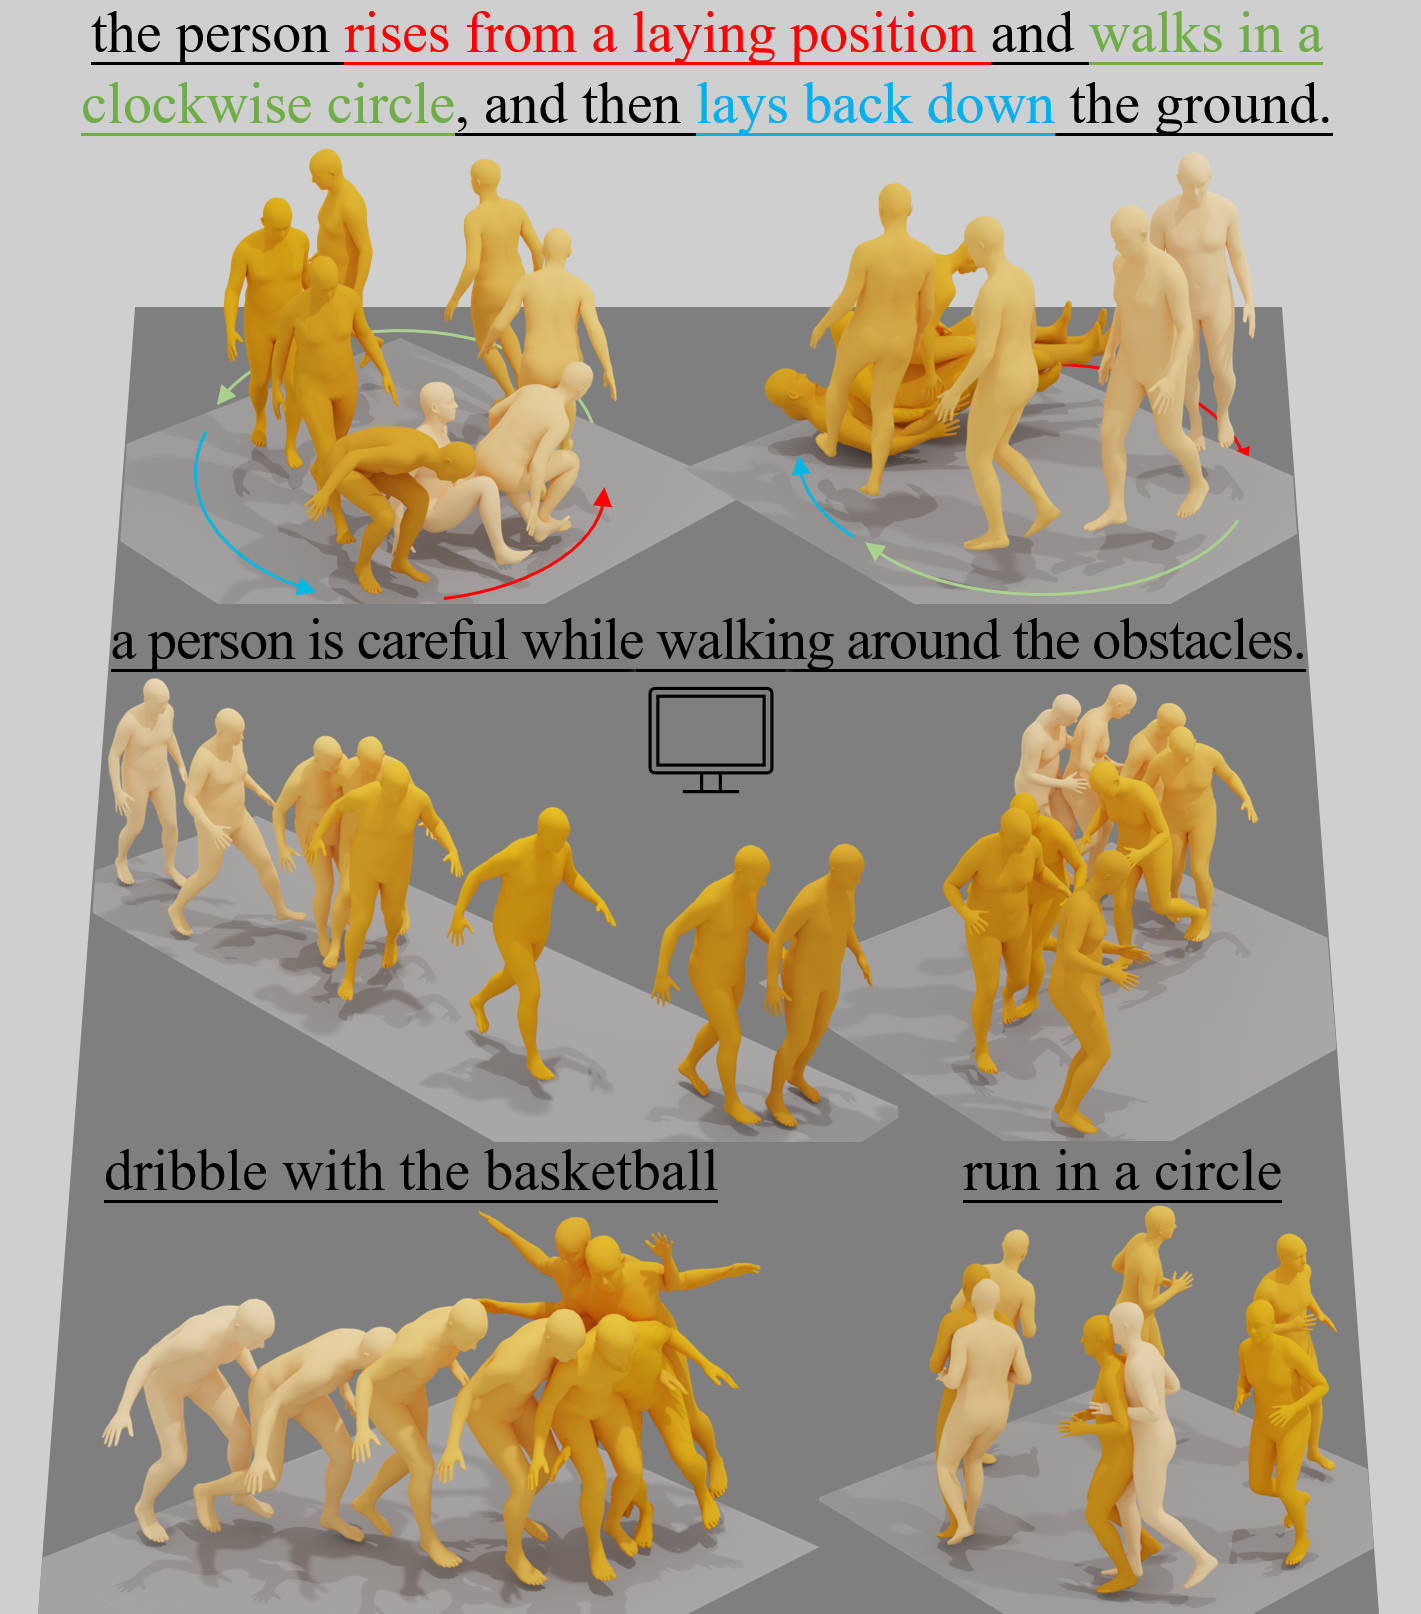 the person rises from a laying position and walks in a
clockwise circle, and then lays back down the ground.
a person is careful while walking around the obstacles.
dribble with the basketball
run in a circle